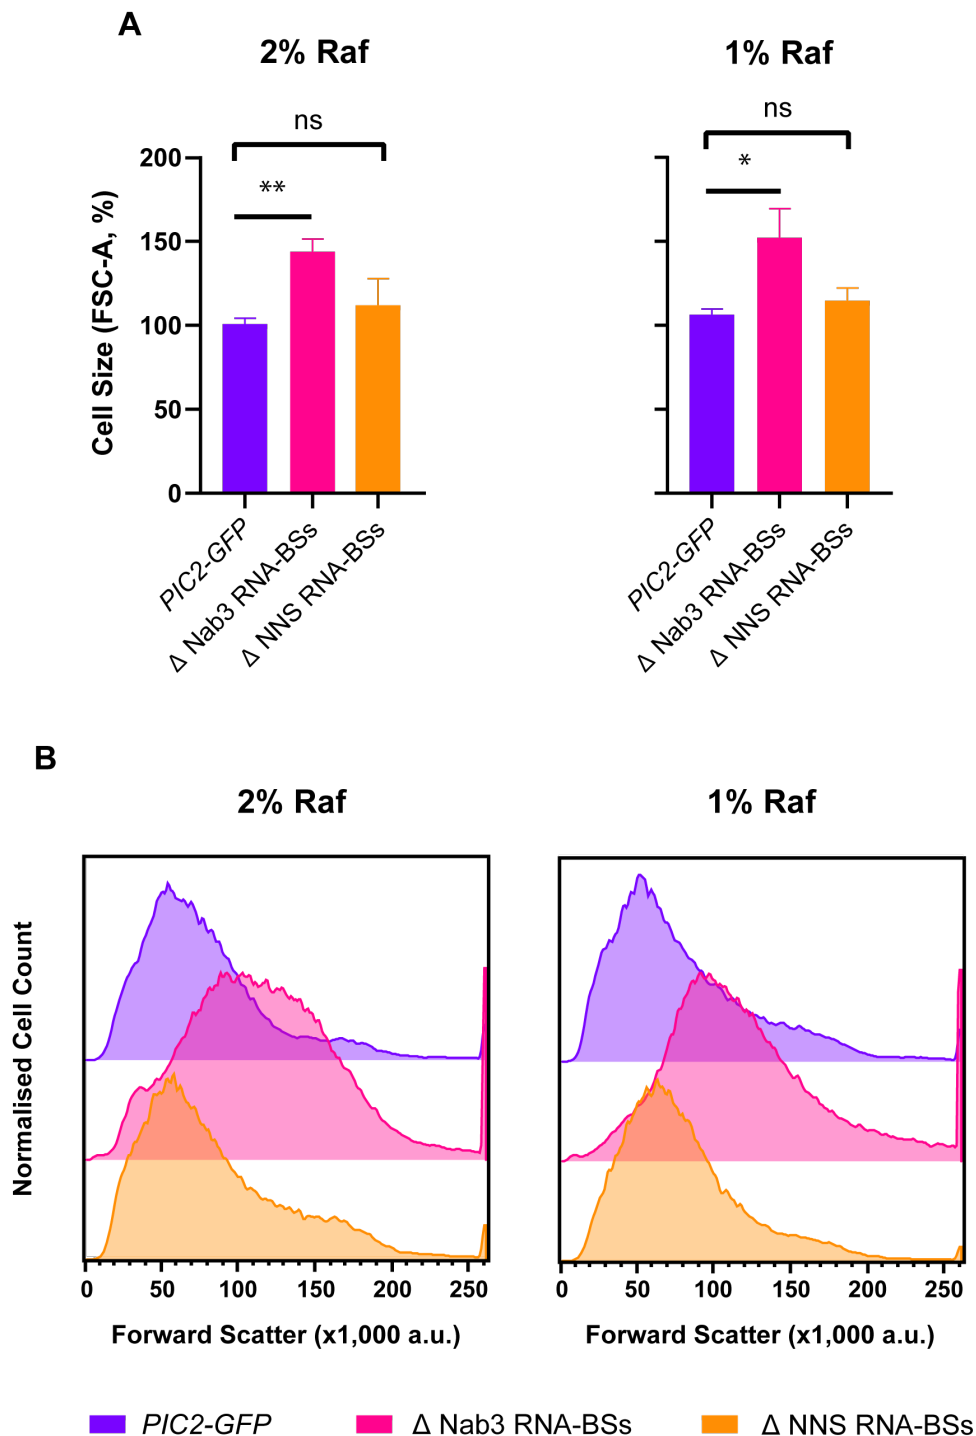 A
2% Raf
1% Raf
ns
ns
**
*
Cell Size (FSC-A, %)
200
150
100
50
0
PIC2-GFP
Δ Nab3 RNA-BSs
Δ NNS RNA-BSs
PIC2-GFP
Δ Nab3 RNA-BSs
Δ NNS RNA-BSs
B
2% Raf
1% Raf
Normalised Cell Count
0 50 100 150 200 250
0 50 100 150 200 250
Forward Scatter (x1,000 a.u.)
Forward Scatter (x1,000 a.u.)
PIC2-GFP
Δ Nab3 RNA-BSs
Δ NNS RNA-BSs